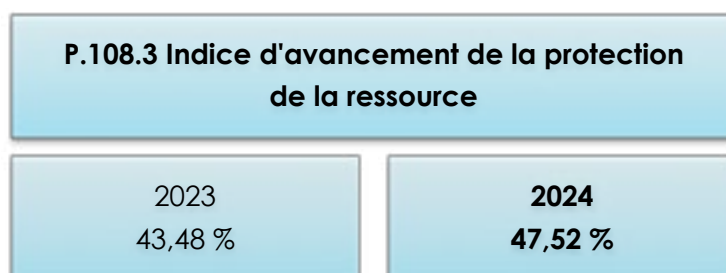 P.108.3 Indice d'avancement de la protection
de la ressource
2023
43,48 %
2024
47,52 %